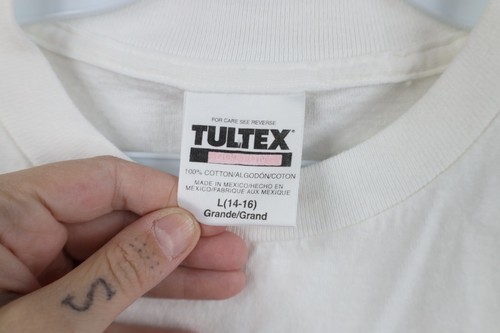 FOR CARE SEE REVERSE
TULTEX
100% COTTON/ALGODÓN/COTON
MADE IN MEXICO/HECHO EN
MÉXICO/FABRIQUÉ AUX MEXIQUE
L(14-16)
Grande/Grand
S